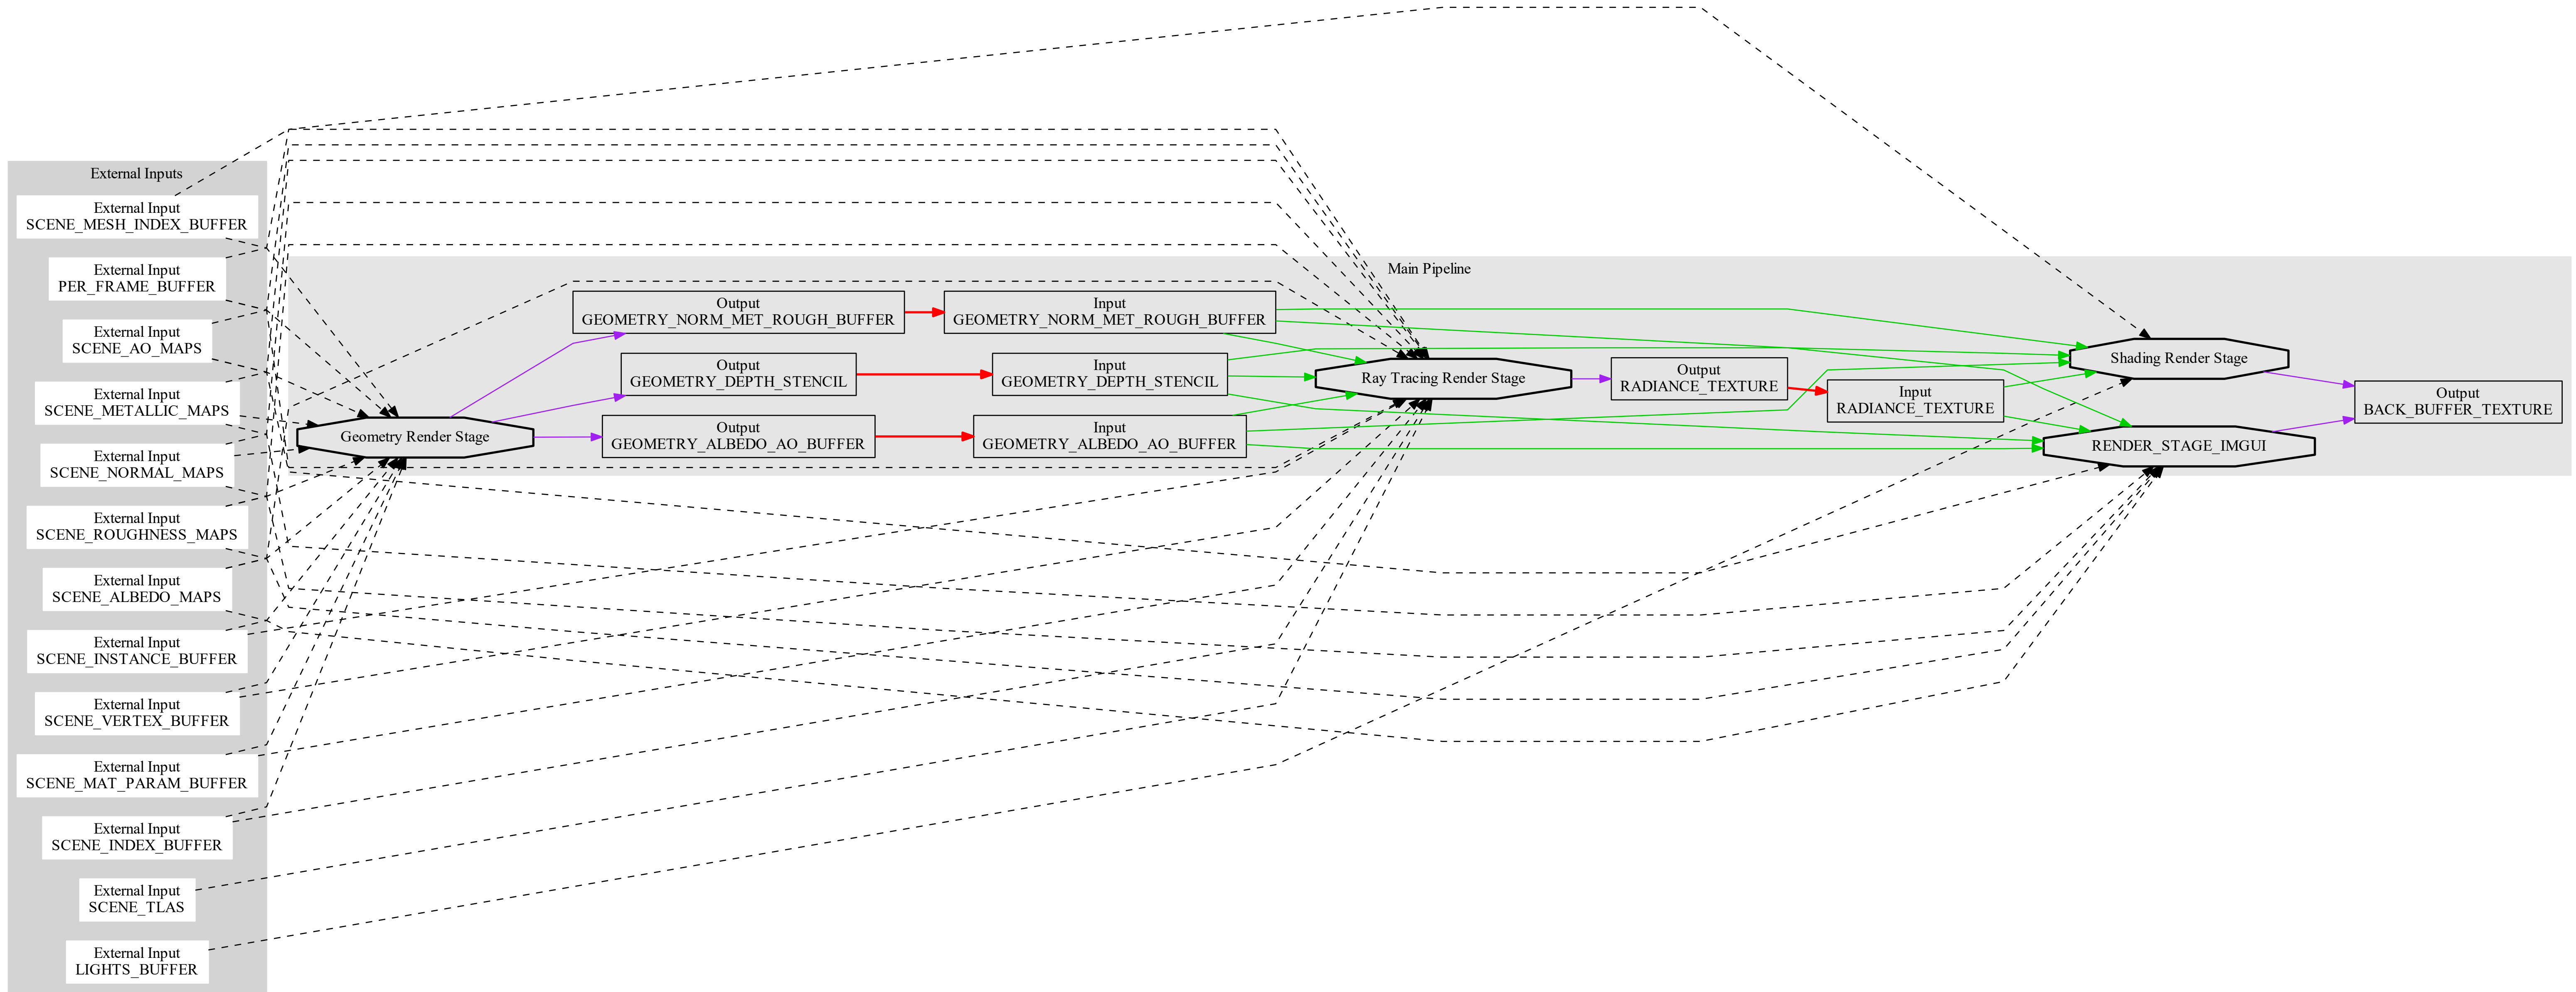 External Inputs
External Input
SCENE_MESH_INDEX_BUFFER
External Input
PER_FRAME_BUFFER
External Input
SCENE_AO_MAPS
External Input
SCENE_METALLIC_MAPS
External Input
SCENE_NORMAL_MAPS
External Input
SCENE_ROUGHNESS_MAPS
External Input
SCENE_ALBEDO_MAPS
External Input
SCENE_INSTANCE_BUFFER
External Input
SCENE_VERTEX_BUFFER
External Input
SCENE_MAT_PARAM_BUFFER
External Input
SCENE_INDEX_BUFFER
External Input
SCENE_TLAS
External Input
LIGHTS_BUFFER
Main Pipeline
Geometry Render Stage
Output
GEOMETRY_NORM_MET_ROUGH_BUFFER
Output
GEOMETRY_DEPTH_STENCIL
Output
GEOMETRY_ALBEDO_AO_BUFFER
Input
GEOMETRY_NORM_MET_ROUGH_BUFFER
Input
GEOMETRY_DEPTH_STENCIL
Input
GEOMETRY_ALBEDO_AO_BUFFER
Ray Tracing Render Stage
Output
RADIANCE_TEXTURE
Input
RADIANCE_TEXTURE
Shading Render Stage
RENDER_STAGE_IMGUI
Output
BACK_BUFFER_TEXTURE